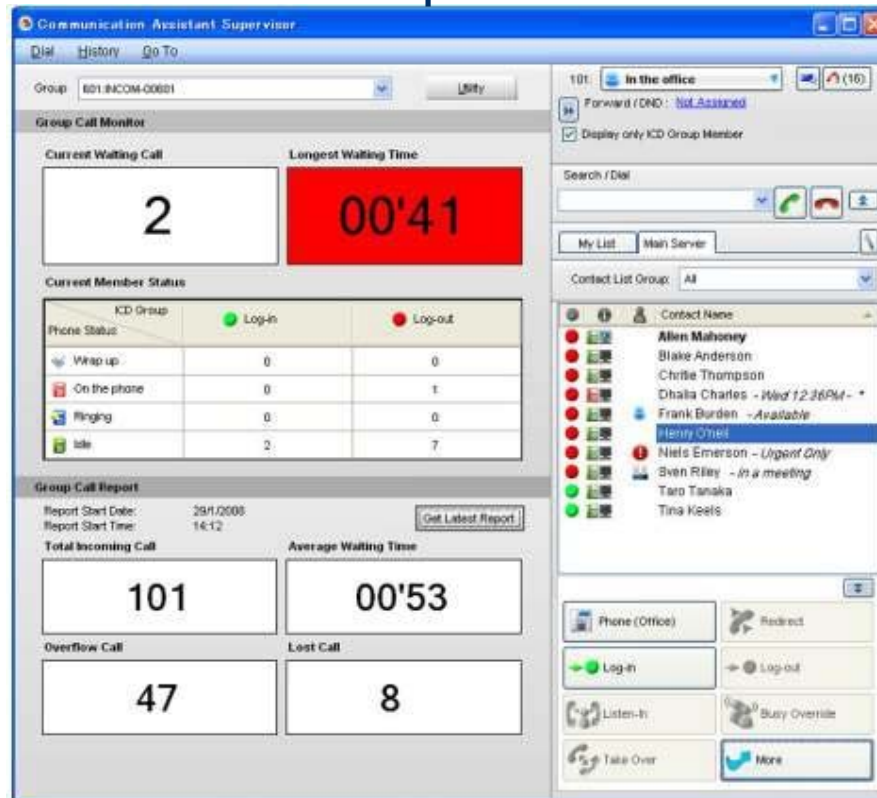 Communication Assistant Supervisor
Dial History Go To
Group 601:INCOM-00601 Utility
Group Call Monitor
Current Waiting Call Longest Waiting Time
2 00'41
Current Member Status
ICD Group
Phone Status Log-in Log-out
Wrap up 0 0
On the phone 0 1
Ringing 0 0
Idle 2 7
Group Call Report
Report Start Date: 29/1/2008
Report Start Time: 14:12
Get Latest Report
Total Incoming Call Average Waiting Time
101 00'53
Overflow Call Lost Call
47 8
101: In the office (16)
Forward / DND : Not Assigned
Display only ICD Group Member
Search / Dial
My List Main Server
Contact List Group: All
Contact Name
Allen Mahoney
Blake Anderson
Christie Thompson
Dhalia Charles - Wed 12:36PM - *
Frank Burden - Available
Henry O'neil
Niels Emerson - Urgent Only
Sven Riley - In a meeting
Taro Tanaka
Tina Keels
Phone (Office) Redirect
Log-in Log-out
Listen-In Busy Override
Take Over More